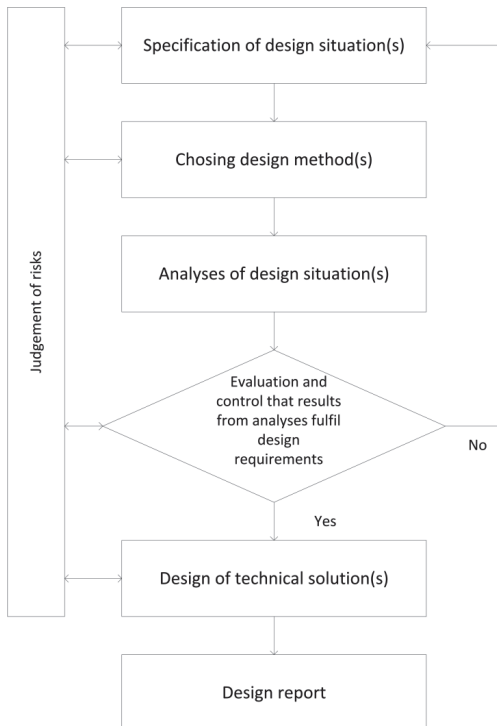 Specification of design situation(s)
Chosing design method(s)
Analyses of design situation(s)
Judgement of risks
Evaluation and
control that results
from analyses fulfil
design
requirements
No
Yes
Design of technical solution(s)
Design report